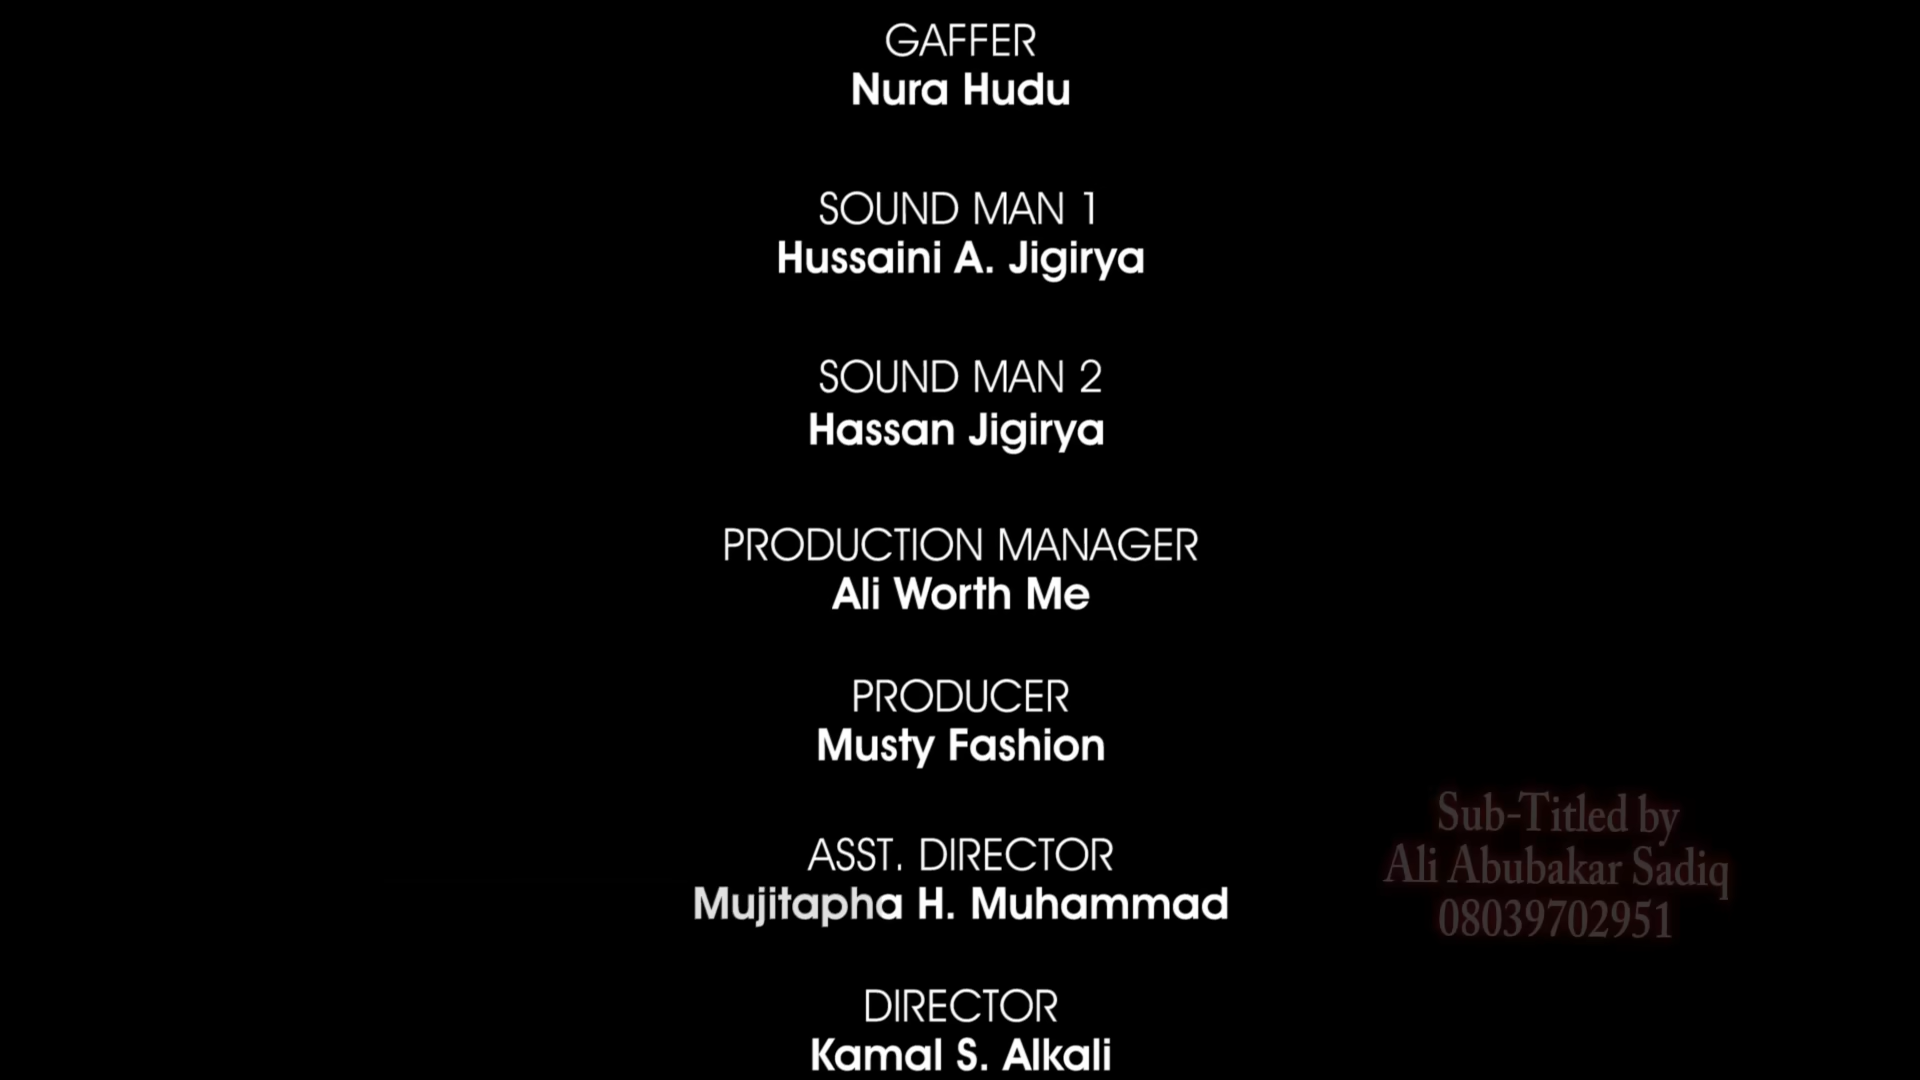 GAFFER
Nura Hudu
SOUND MAN 1
Hussaini A. Jigirya
SOUND MAN 2
Hassan Jigirya
PRODUCTION MANAGER
Ali Worth Me
PRODUCER
Musty Fashion
ASST. DIRECTOR
Mujitapha H. Muhammad
DIRECTOR
Kamal S. Alkali
Sub-Titled by
Ali Abubakar Sadiq
08039702951